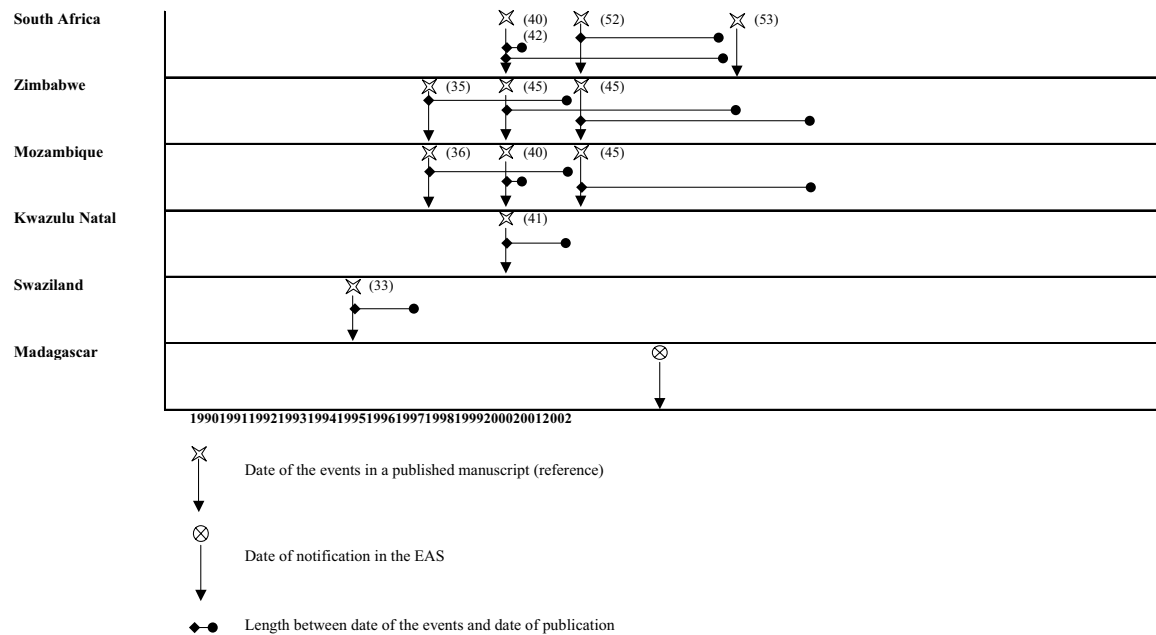 South Africa (40) (52) (53)
(42)
Zimbabwe (35) (45) (45)
Mozambique (36) (40) (45)
Kwazulu Natal (41)
Swaziland (33)
Madagascar
1990199119921993199419951996199719981999200020012002
Date of the events in a published manuscript (reference)
Date of notification in the EAS
Length between date of the events and date of publication